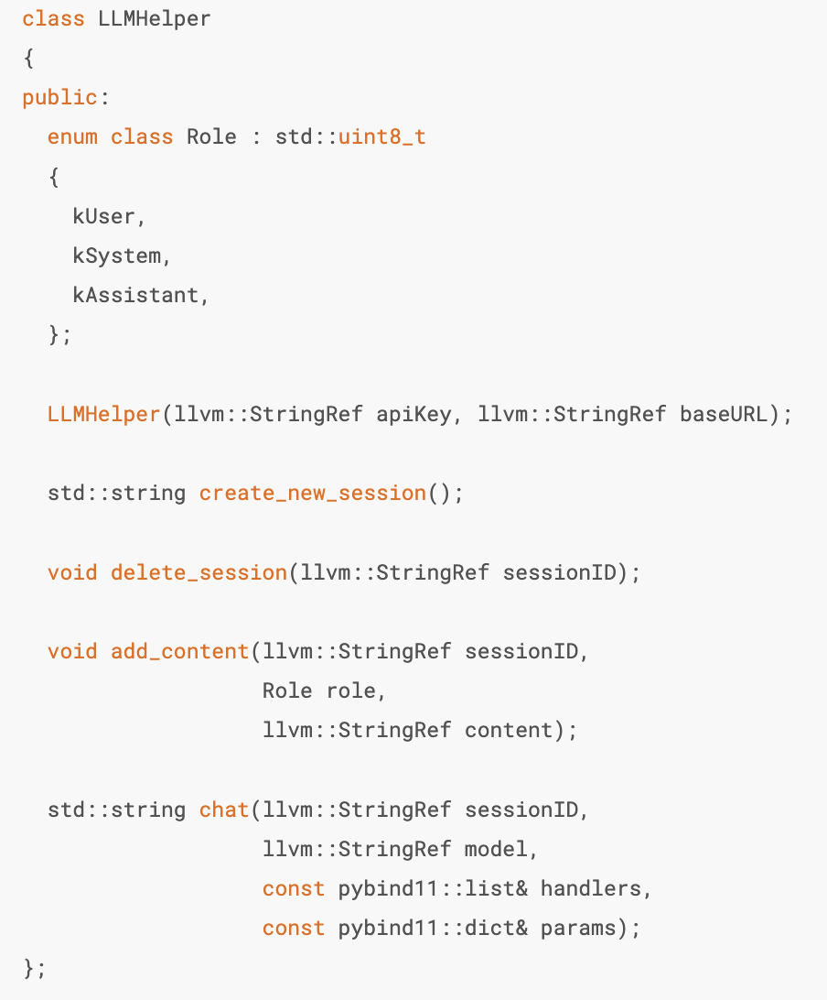 class LLMHelper
{
public:
  enum class Role : std::uint8_t
  {
    kUser,
    kSystem,
    kAssistant,
  };

  LLMHelper(llvm::StringRef apiKey, llvm::StringRef baseURL);

  std::string create_new_session();

  void delete_session(llvm::StringRef sessionID);

  void add_content(llvm::StringRef sessionID,
                   Role role,
                   llvm::StringRef content);

  std::string chat(llvm::StringRef sessionID,
                   llvm::StringRef model,
                   const pybind11::list& handlers,
                   const pybind11::dict& params);
};